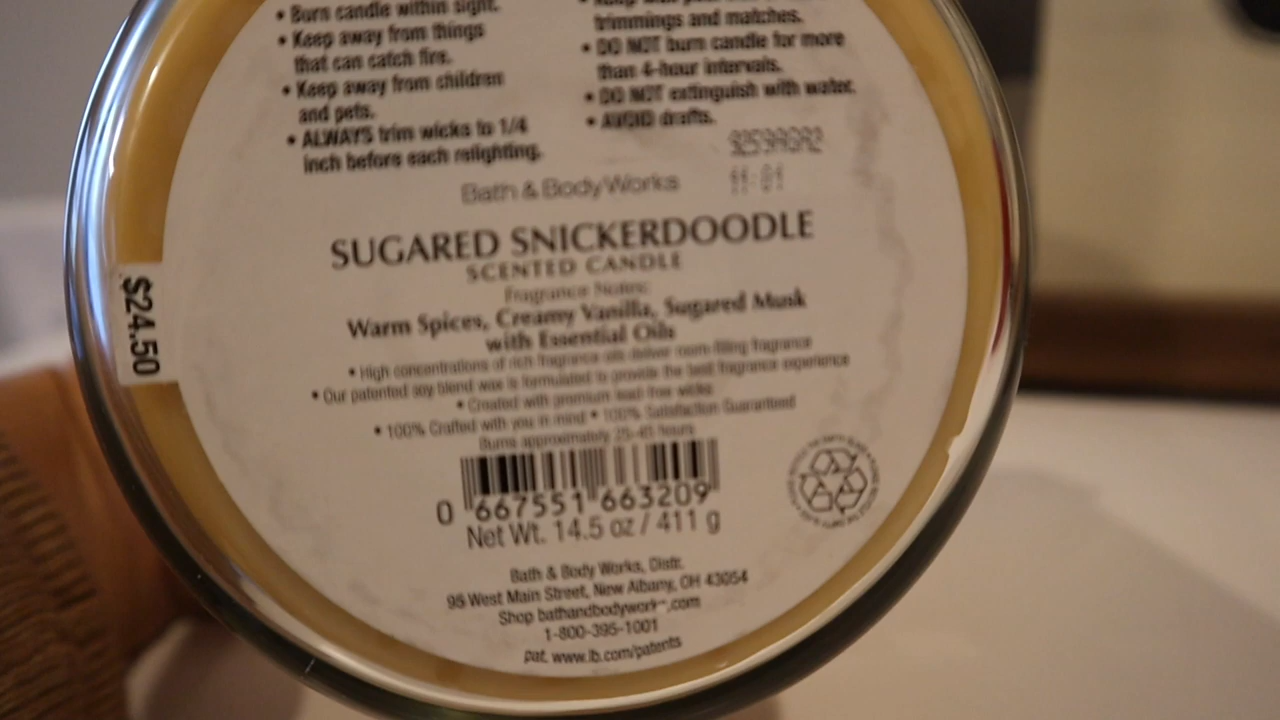 • Burn candle within sight.
• Keep away from things
that can catch fire.
• Keep away from children
and pets.
• ALWAYS trim wicks to 1/4
inch before each relighting.
trimmings and matches.
• DO NOT burn candle for more
than 4-hour intervals.
• DO NOT extinguish with water.
• AVOID drafts.
11-01
Bath & Body Works
SUGARED SNICKERDOODLE
SCENTED CANDLE
Fragrance Notes:
Warm Spices, Creamy Vanilla, Sugared Musk
with Essential Oils
• High concentrations of rich fragrance oils deliver room-filling fragrance
• Our patented soy blend wax is formulated to provide the best fragrance experience
• Created with premium lead-free wicks
• 100% Crafted with you in mind • 100% Satisfaction Guaranteed
Burns approximately 25-45 hours
0 667551 663209
Net Wt. 14.5 oz / 411 g
Bath & Body Works, Distr.
95 West Main Street, New Albany, OH 43054
Shop bathandbodyworks.com
1-800-395-1001
pat. www.lb.com/patents
$24.50